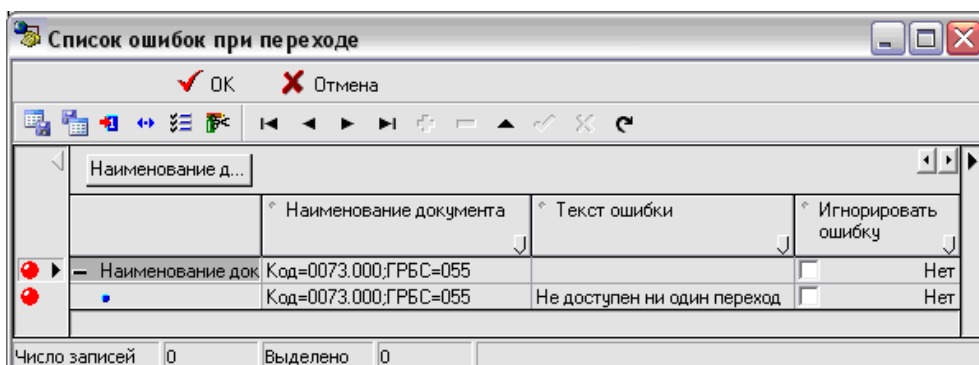 Список ошибок при переходе
OK Отмена
Наименование д...
Наименование документа Текст ошибки Игнорировать
ошибку
Наименование док Код=0073.000;ГРБС=055 Нет
Код=0073.000;ГРБС=055 Не доступен ни один переход Нет
Число записей 0 Выделено 0